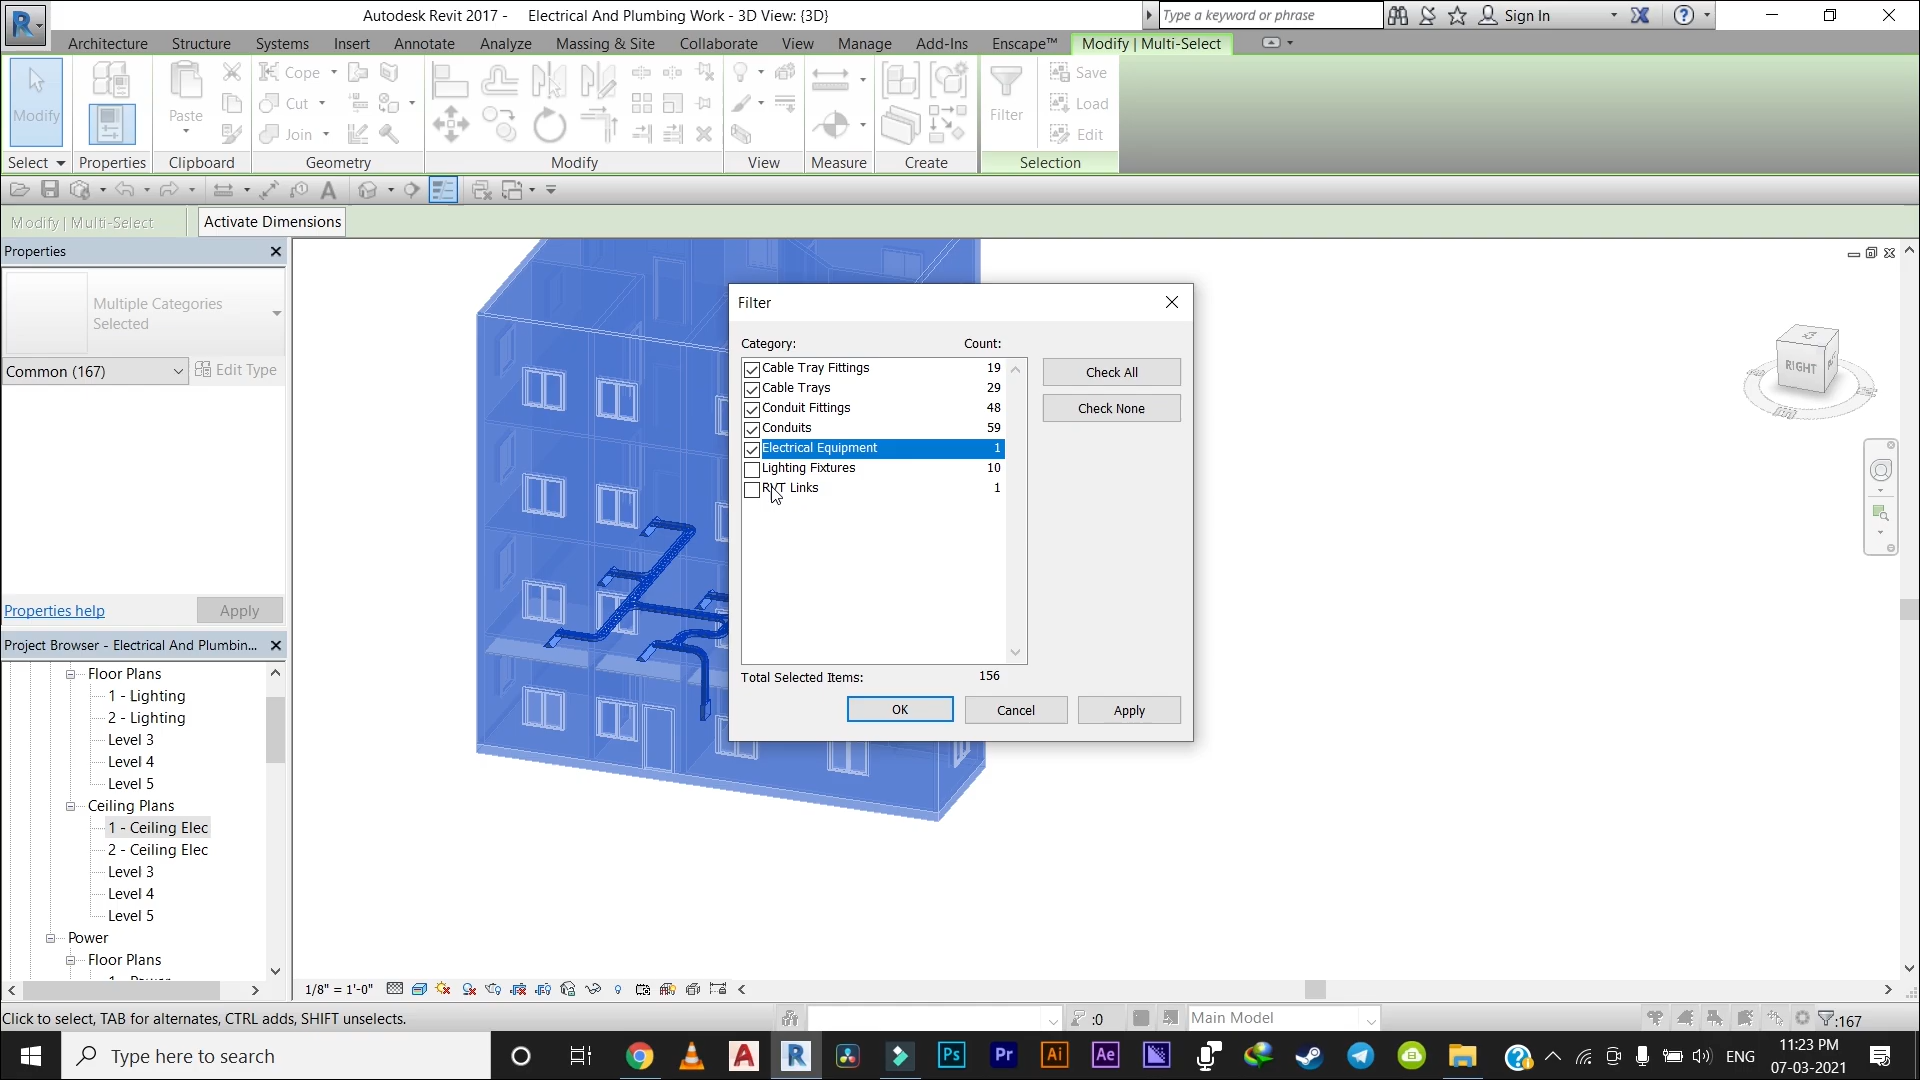 Autodesk Revit 2017 - Electrical And Plumbing Work - 3D View: {3D}
Type a keyword or phrase
Sign In
Architecture Structure Systems Insert Annotate Analyze Massing & Site Collaborate View Manage Add-Ins Enscape™ Modify | Multi-Select
Modify
Paste
Cope
Cut
Join
Filter
Save
Load
Edit
Select Properties Clipboard Geometry Modify View Measure Create Selection
Modify | Multi-Select
Activate Dimensions
Properties
Multiple Categories
Selected
Common (167)
Edit Type
Properties help
Apply
Project Browser - Electrical And Plumbin...
Floor Plans
1 - Lighting
2 - Lighting
Level 3
Level 4
Level 5
Ceiling Plans
1 - Ceiling Elec
2 - Ceiling Elec
Level 3
Level 4
Level 5
Power
Floor Plans
RIGHT
Filter
Category: Count:
Cable Tray Fittings 19
Cable Trays 29
Conduit Fittings 48
Conduits 59
Electrical Equipment 1
Lighting Fixtures 10
RVT Links 1
Check All
Check None
Total Selected Items: 156
OK
Cancel
Apply
1/8" = 1'-0"
Click to select, TAB for alternates, CTRL adds, SHIFT unselects.
:0
Main Model
:167
Type here to search
Ps
Pr
Ai
Ae
ENG
11:23 PM
07-03-2021